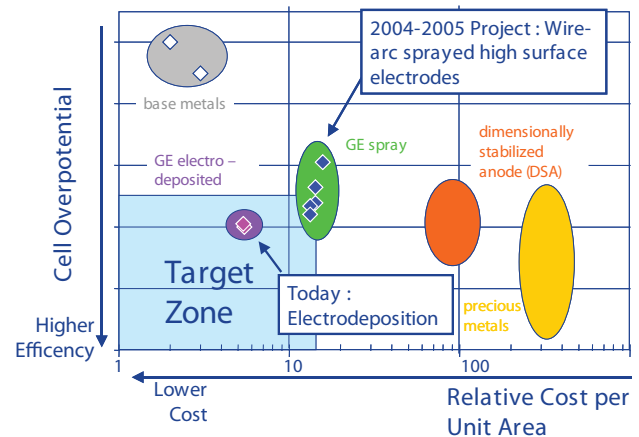 2004-2005 Project : Wire-
arc sprayed high surface
electrodes
base metals
GE electro –
deposited
GE spray
dimensionally
stabilized
anode (DSA)
Cell Overpotential
Target
Zone
Today :
Electrodeposition
precious
metals
Higher
Efficency
1
10
100
Lower
Cost
Relative Cost per
Unit Area